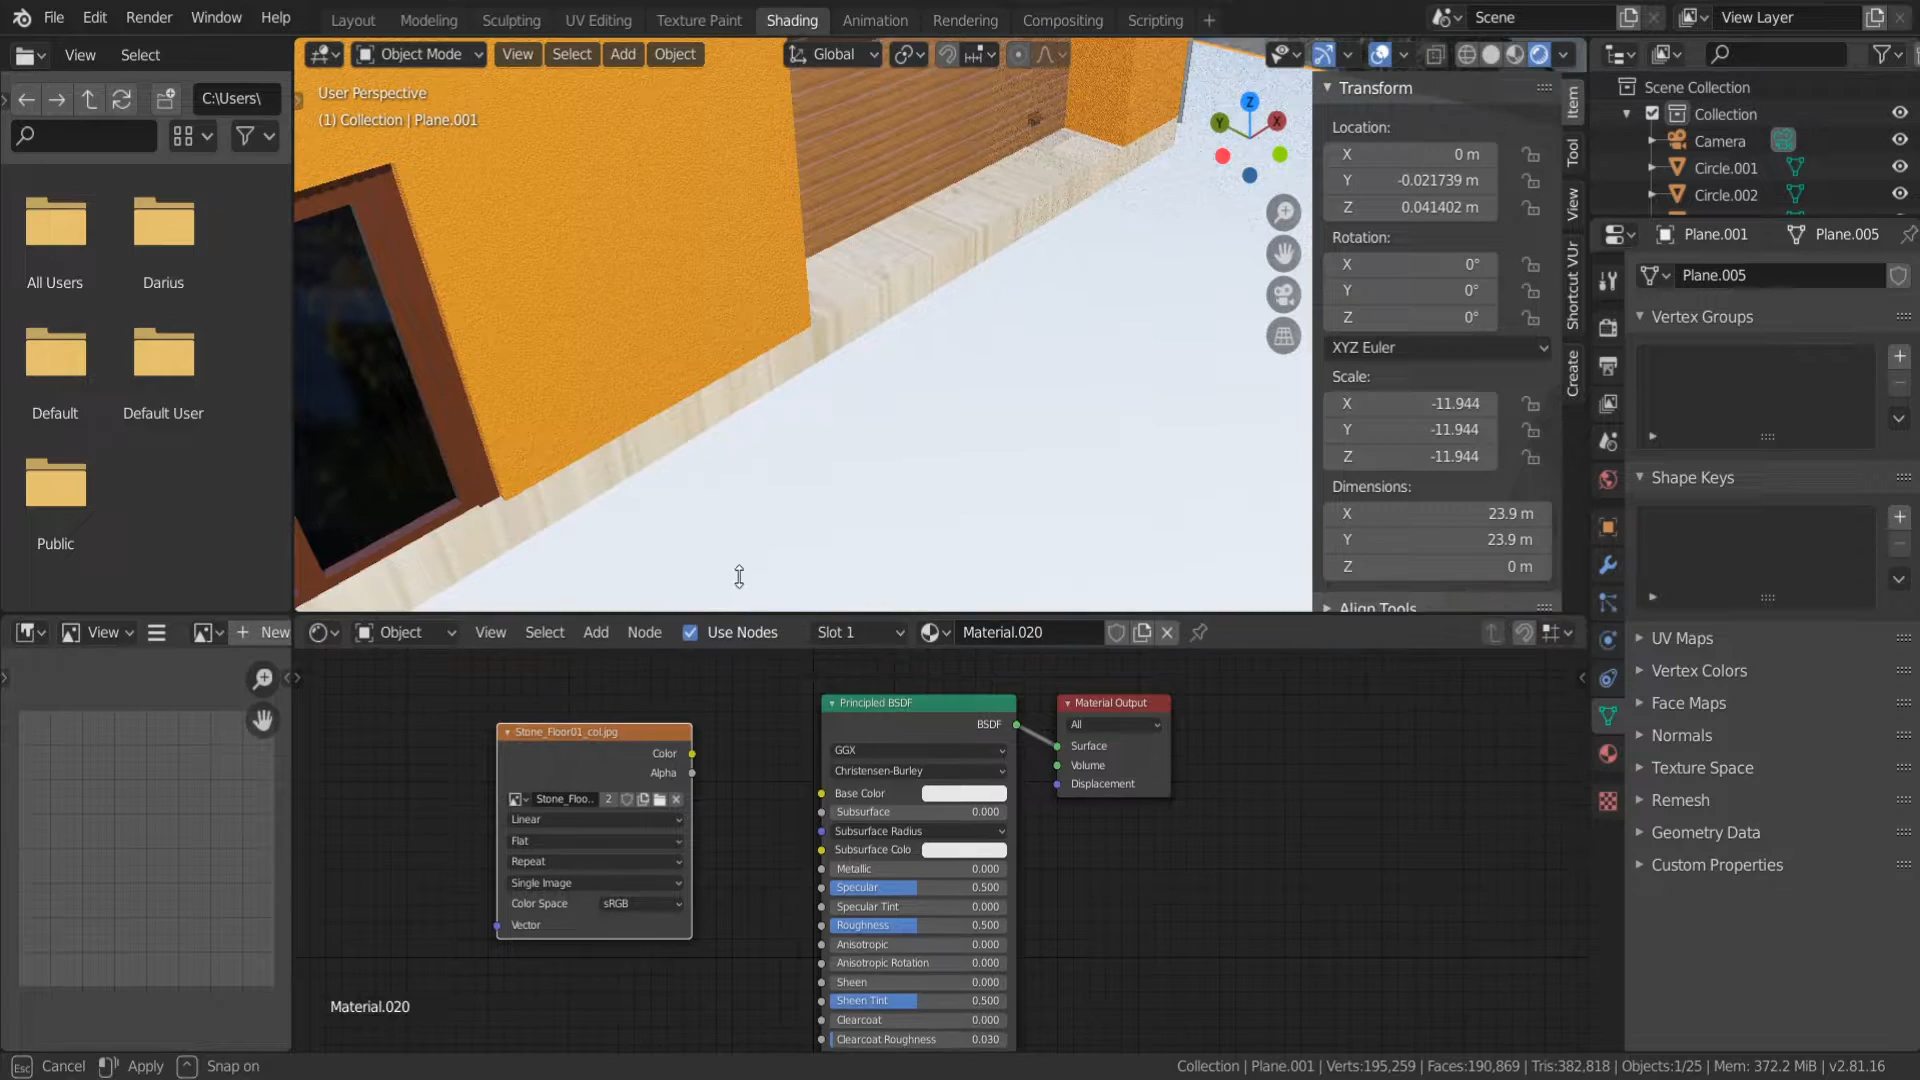 File Edit Render Window Help Layout Modeling Sculpting UV Editing Texture Paint Shading Animation Rendering Compositing Scripting + Scene View Layer
View Select
Object Mode View Select Add Object Global
C:\Users\
All Users Darius
Default Default User
Public
User Perspective
(1) Collection | Plane.001
Z
Y
X
Transform
Location:
X 0 m
Y -0.021739 m
Z 0.041402 m
Rotation:
X 0°
Y 0°
Z 0°
XYZ Euler
Scale:
X -11.944
Y -11.944
Z -11.944
Dimensions:
X 23.9 m
Y 23.9 m
Z 0 m
Align Tools
Item
Tool
View
Shortcut VUr
Create
Scene Collection
Collection
Camera
Circle.001
Circle.002
Plane.001 Plane.005
Plane.005
Vertex Groups
Shape Keys
UV Maps
Vertex Colors
Face Maps
Normals
Texture Space
Remesh
Geometry Data
Custom Properties
View + New
Object View Select Add Node Use Nodes Slot 1 Material.020
Stone_Floor01_col.jpg
Color
Alpha
Stone_Floo.. 2
Linear
Flat
Repeat
Single Image
Color Space sRGB
Vector
Principled BSDF
BSDF
GGX
Christensen-Burley
Base Color
Subsurface 0.000
Subsurface Radius
Subsurface Colo
Metallic 0.000
Specular 0.500
Specular Tint 0.000
Roughness 0.500
Anisotropic 0.000
Anisotropic Rotation 0.000
Sheen 0.000
Sheen Tint 0.500
Clearcoat 0.000
Clearcoat Roughness 0.030
Material Output
All
Surface
Volume
Displacement
Material.020
Esc Cancel Apply ^ Snap on
Collection | Plane.001 | Verts:195,259 | Faces:190,869 | Tris:382,818 | Objects:1/25 | Mem: 372.2 MiB | v2.81.16